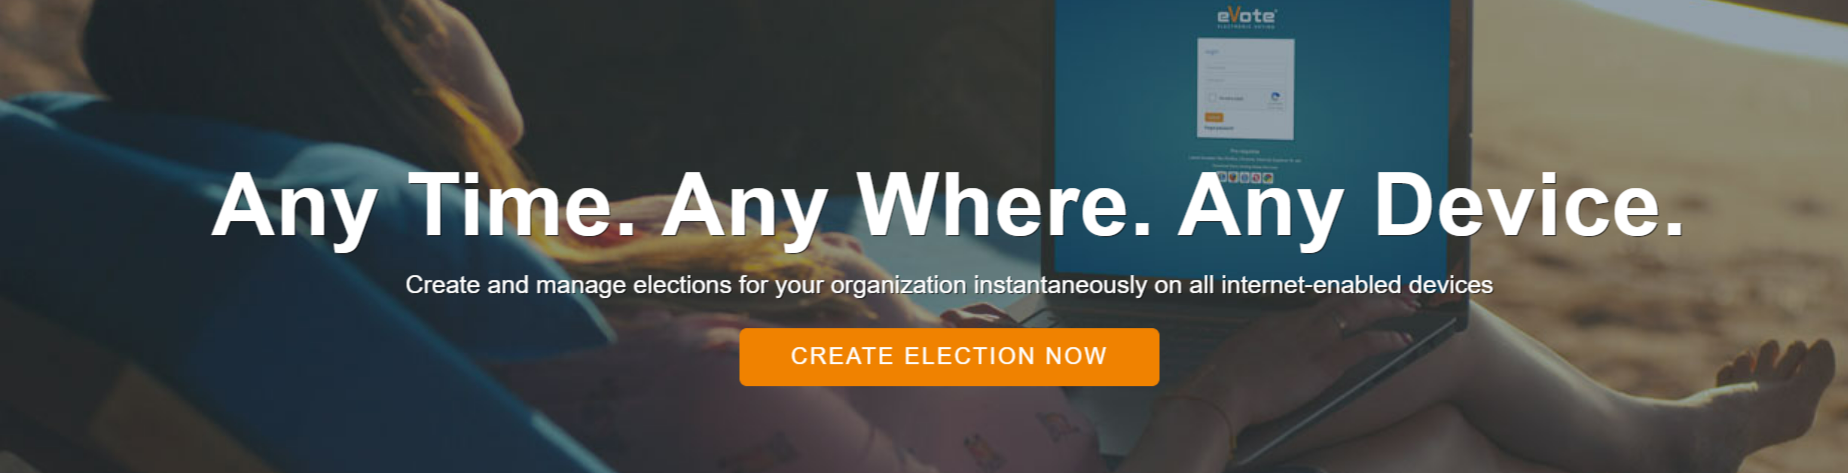 eVote
ELECTRONIC VOTING
Login
Any Time. Any Where. Any Device.
Create and manage elections for your organization instantaneously on all internet-enabled devices
CREATE ELECTION NOW